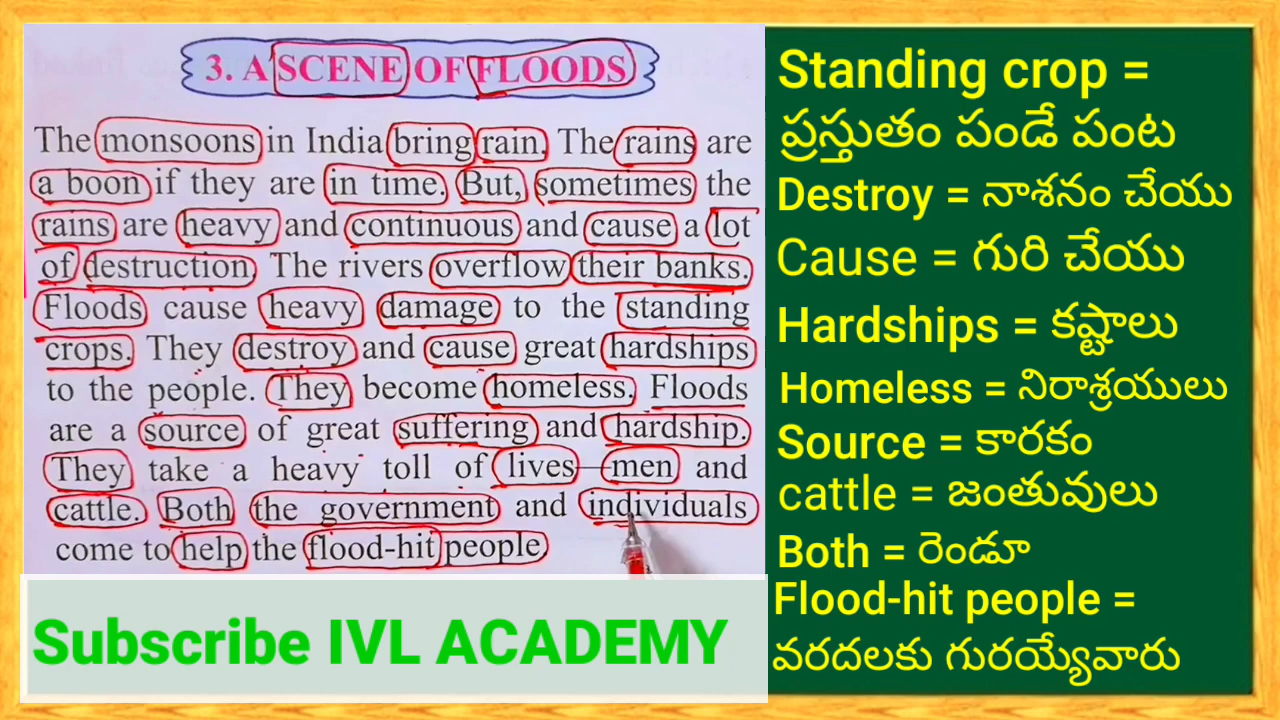 3. A SCENE OF FLOODS
The monsoons in India bring rain. The rains are
a boon if they are in time. But, sometimes the
rains are heavy and continuous and cause a lot
of destruction. The rivers overflow their banks.
Floods cause heavy damage to the standing
crops. They destroy and cause great hardships
to the people. They become homeless. Floods
are a source of great suffering and hardship.
They take a heavy toll of lives—men and
cattle. Both the government and individuals
come to help the flood-hit people
Subscribe IVL ACADEMY
Standing crop =
ప్రస్తుతం పండే పంట
Destroy = నాశనం చేయు
Cause = గురి చేయు
Hardships = కష్టాలు
Homeless = నిరాశ్రయులు
Source = కారకం
cattle = జంతువులు
Both = రెండూ
Flood-hit people =
వరదలకు గురయ్యేవారు